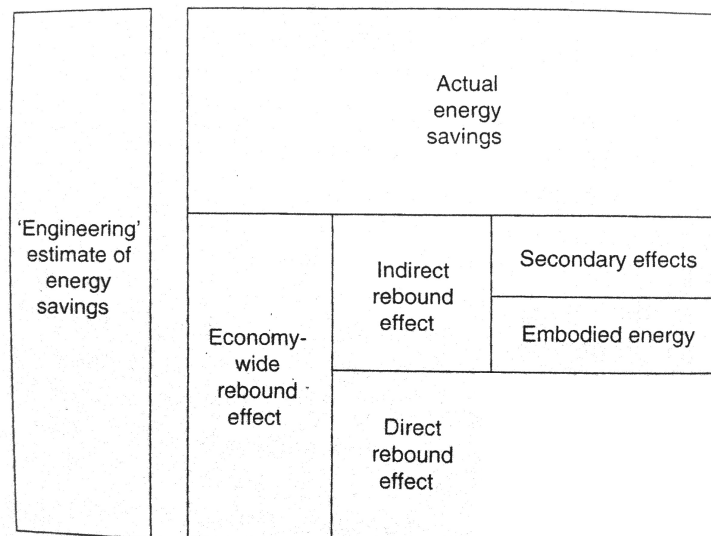 Actual
energy
savings
'Engineering'
estimate of
energy
savings
Indirect
rebound
effect
Secondary effects
Embodied energy
Economy-
wide
rebound
effect
Direct
rebound
effect